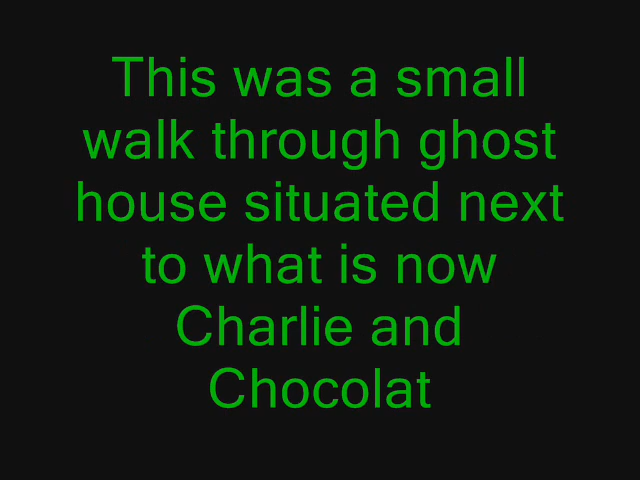 This was a small
walk through ghost
house situated next
to what is now
Charlie and
Chocolat